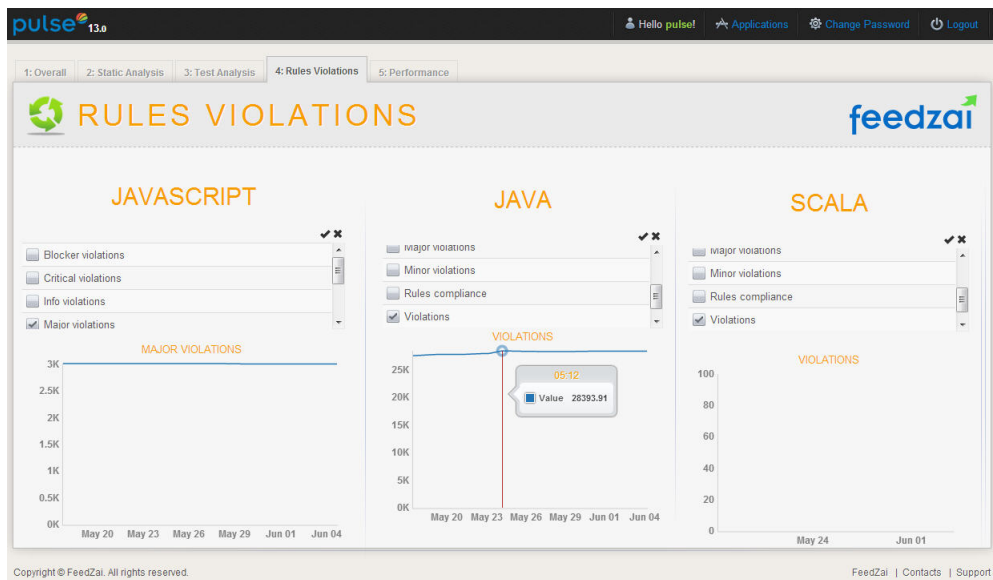 pulse 13.0
Hello pulse! Applications Change Password Logout
1: Overall 2: Static Analysis 3: Test Analysis 4: Rules Violations 5: Performance
RULES VIOLATIONS
feedzai
JAVASCRIPT
Blocker violations
Critical violations
Info violations
Major violations
MAJOR VIOLATIONS
3K
2.5K
2K
1.5K
1K
0.5K
0K
May 20 May 23 May 26 May 29 Jun 01 Jun 04
JAVA
Major violations
Minor violations
Rules compliance
Violations
VIOLATIONS
25K
20K
15K
10K
5K
0K
05:12
Value 28393.91
May 20 May 23 May 26 May 29 Jun 01 Jun 04
SCALA
Major violations
Minor violations
Rules compliance
Violations
VIOLATIONS
100
80
60
40
20
0
May 24 Jun 01
Copyright © FeedZai. All rights reserved.
FeedZai | Contacts | Support